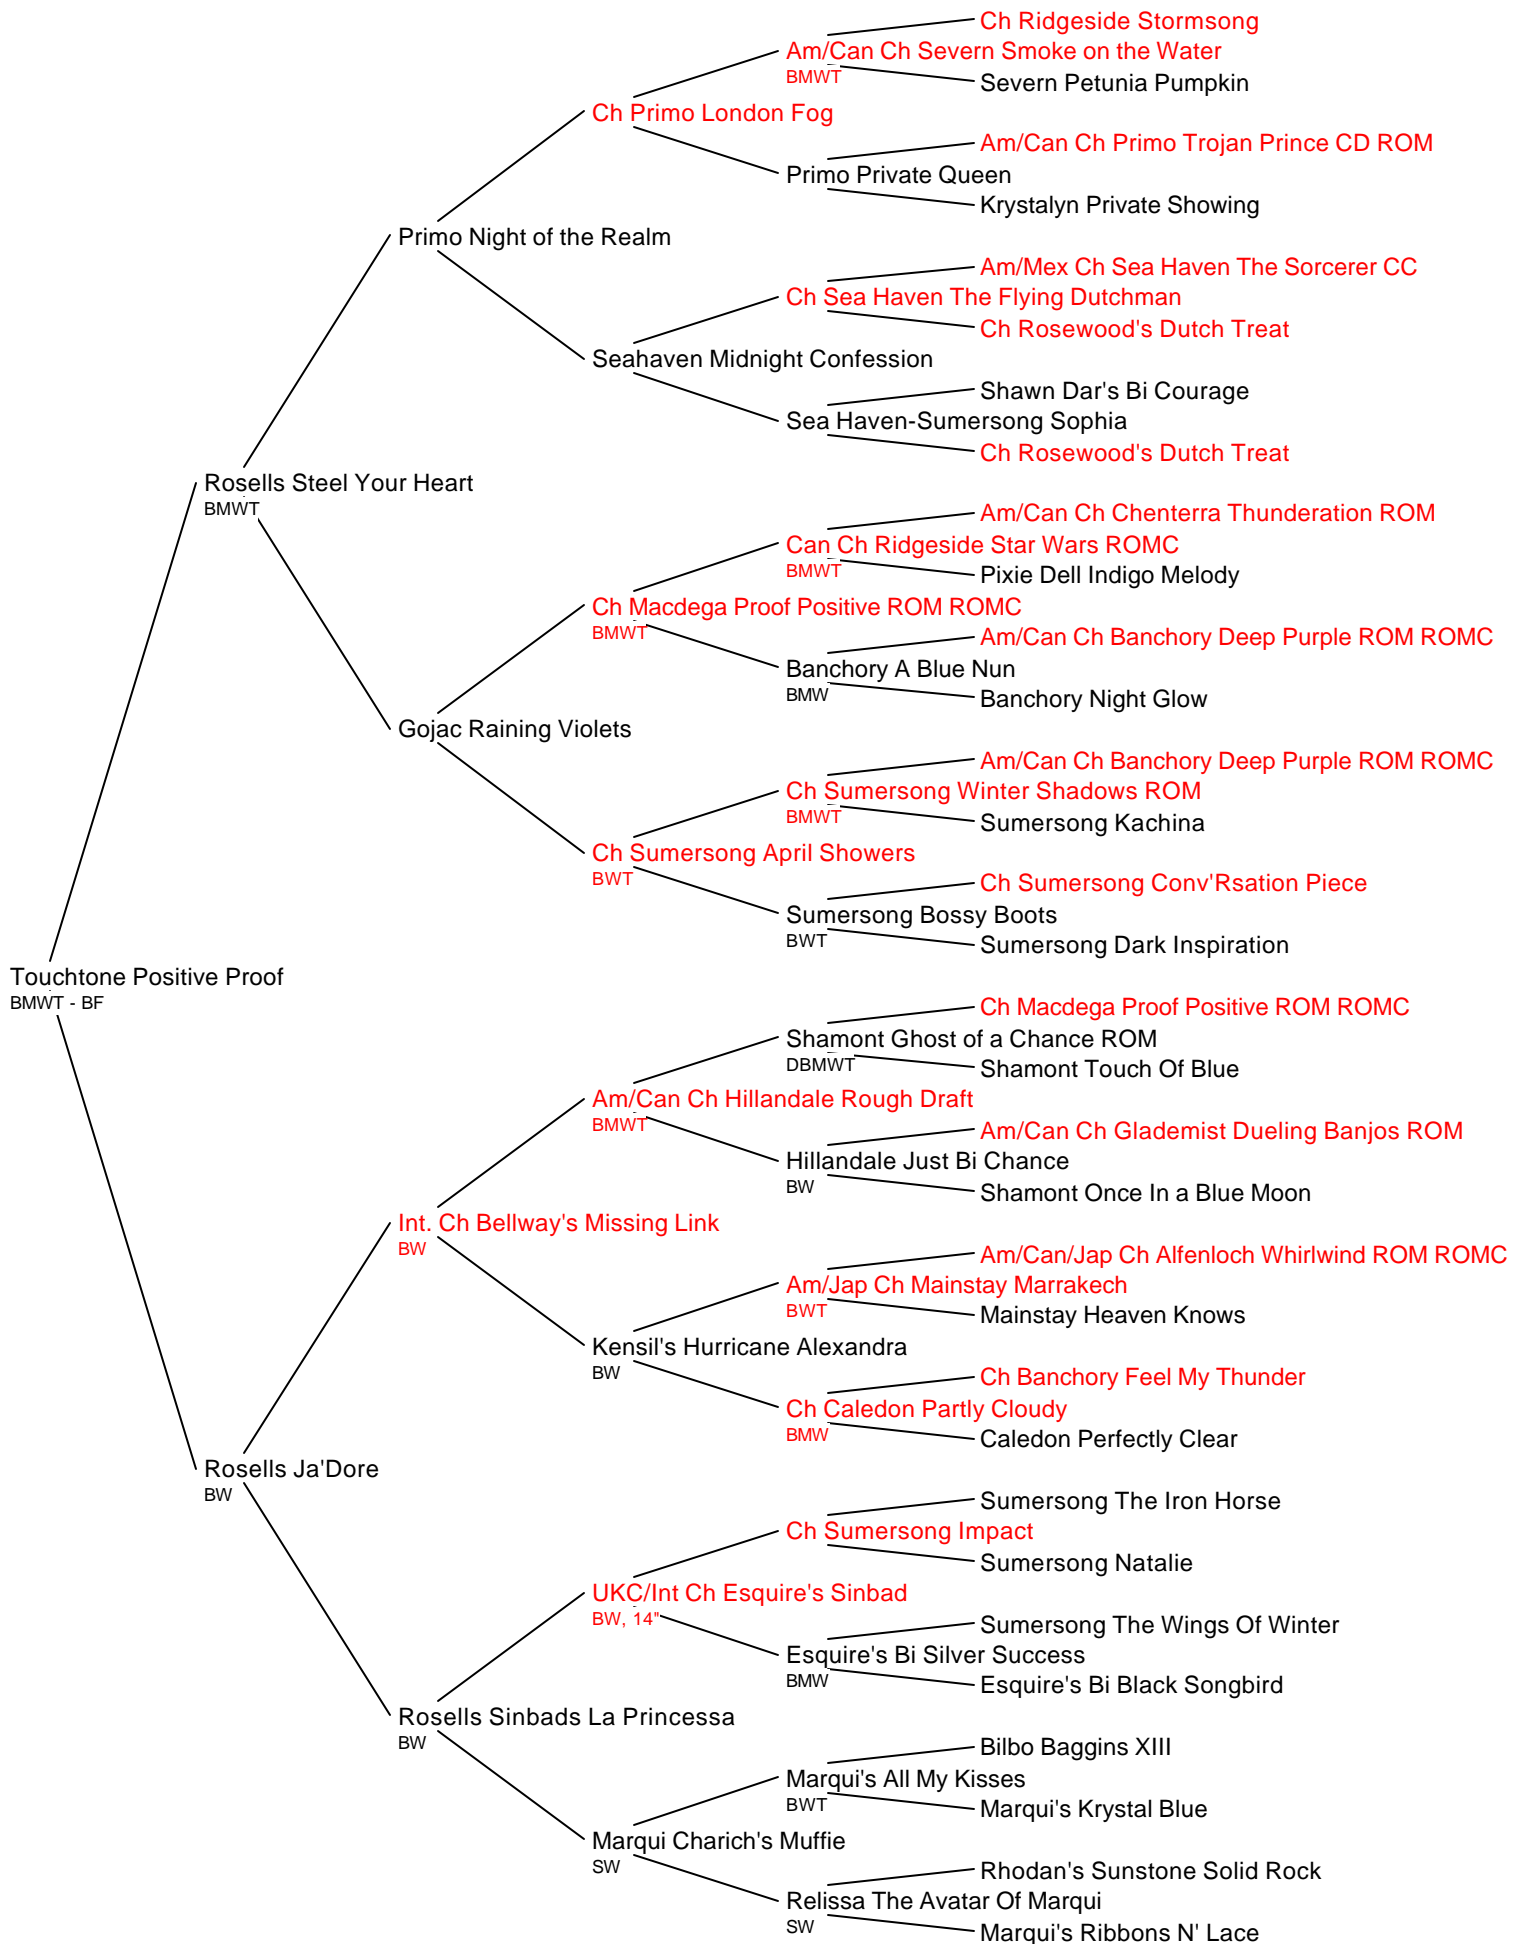 Ch Ridgeside Stormsong
Am/Can Ch Severn Smoke on the Water
BMWT
Severn Petunia Pumpkin
Ch Primo London Fog
Am/Can Ch Primo Trojan Prince CD ROM
Primo Private Queen
Krystalyn Private Showing
Primo Night of the Realm
Am/Mex Ch Sea Haven The Sorcerer CC
Ch Sea Haven The Flying Dutchman
Ch Rosewood's Dutch Treat
Seahaven Midnight Confession
Shawn Dar's Bi Courage
Sea Haven-Sumersong Sophia
Ch Rosewood's Dutch Treat
Rosells Steel Your Heart
BMWT
Am/Can Ch Chenterra Thunderation ROM
Can Ch Ridgeside Star Wars ROMC
BMWT
Pixie Dell Indigo Melody
Ch Macdega Proof Positive ROM ROMC
BMWT
Am/Can Ch Banchory Deep Purple ROM ROMC
Banchory A Blue Nun
BMW
Banchory Night Glow
Gojac Raining Violets
Am/Can Ch Banchory Deep Purple ROM ROMC
Ch Sumersong Winter Shadows ROM
BMWT
Sumersong Kachina
Ch Sumersong April Showers
BWT
Ch Sumersong Conv'Rsation Piece
Sumersong Bossy Boots
BWT
Sumersong Dark Inspiration
Touchtone Positive Proof
BMWT - BF
Ch Macdega Proof Positive ROM ROMC
Shamont Ghost of a Chance ROM
DBMWT
Shamont Touch Of Blue
Am/Can Ch Hillandale Rough Draft
BMWT
Am/Can Ch Glademist Dueling Banjos ROM
Hillandale Just Bi Chance
BW
Shamont Once In a Blue Moon
Int. Ch Bellway's Missing Link
BW
Am/Can/Jap Ch Alfenloch Whirlwind ROM ROMC
Am/Jap Ch Mainstay Marrakech
BWT
Mainstay Heaven Knows
Kensil's Hurricane Alexandra
BW
Ch Banchory Feel My Thunder
Ch Caledon Partly Cloudy
BMW
Caledon Perfectly Clear
Rosells Ja'Dore
BW
Sumersong The Iron Horse
Ch Sumersong Impact
Sumersong Natalie
UKC/Int Ch Esquire's Sinbad
BW, 14"
Sumersong The Wings Of Winter
Esquire's Bi Silver Success
BMW
Esquire's Bi Black Songbird
Rosells Sinbads La Princessa
BW
Bilbo Baggins XIII
Marqui's All My Kisses
BWT
Marqui's Krystal Blue
Marqui Charich's Muffie
SW
Rhodan's Sunstone Solid Rock
Relissa The Avatar Of Marqui
SW
Marqui's Ribbons N' Lace